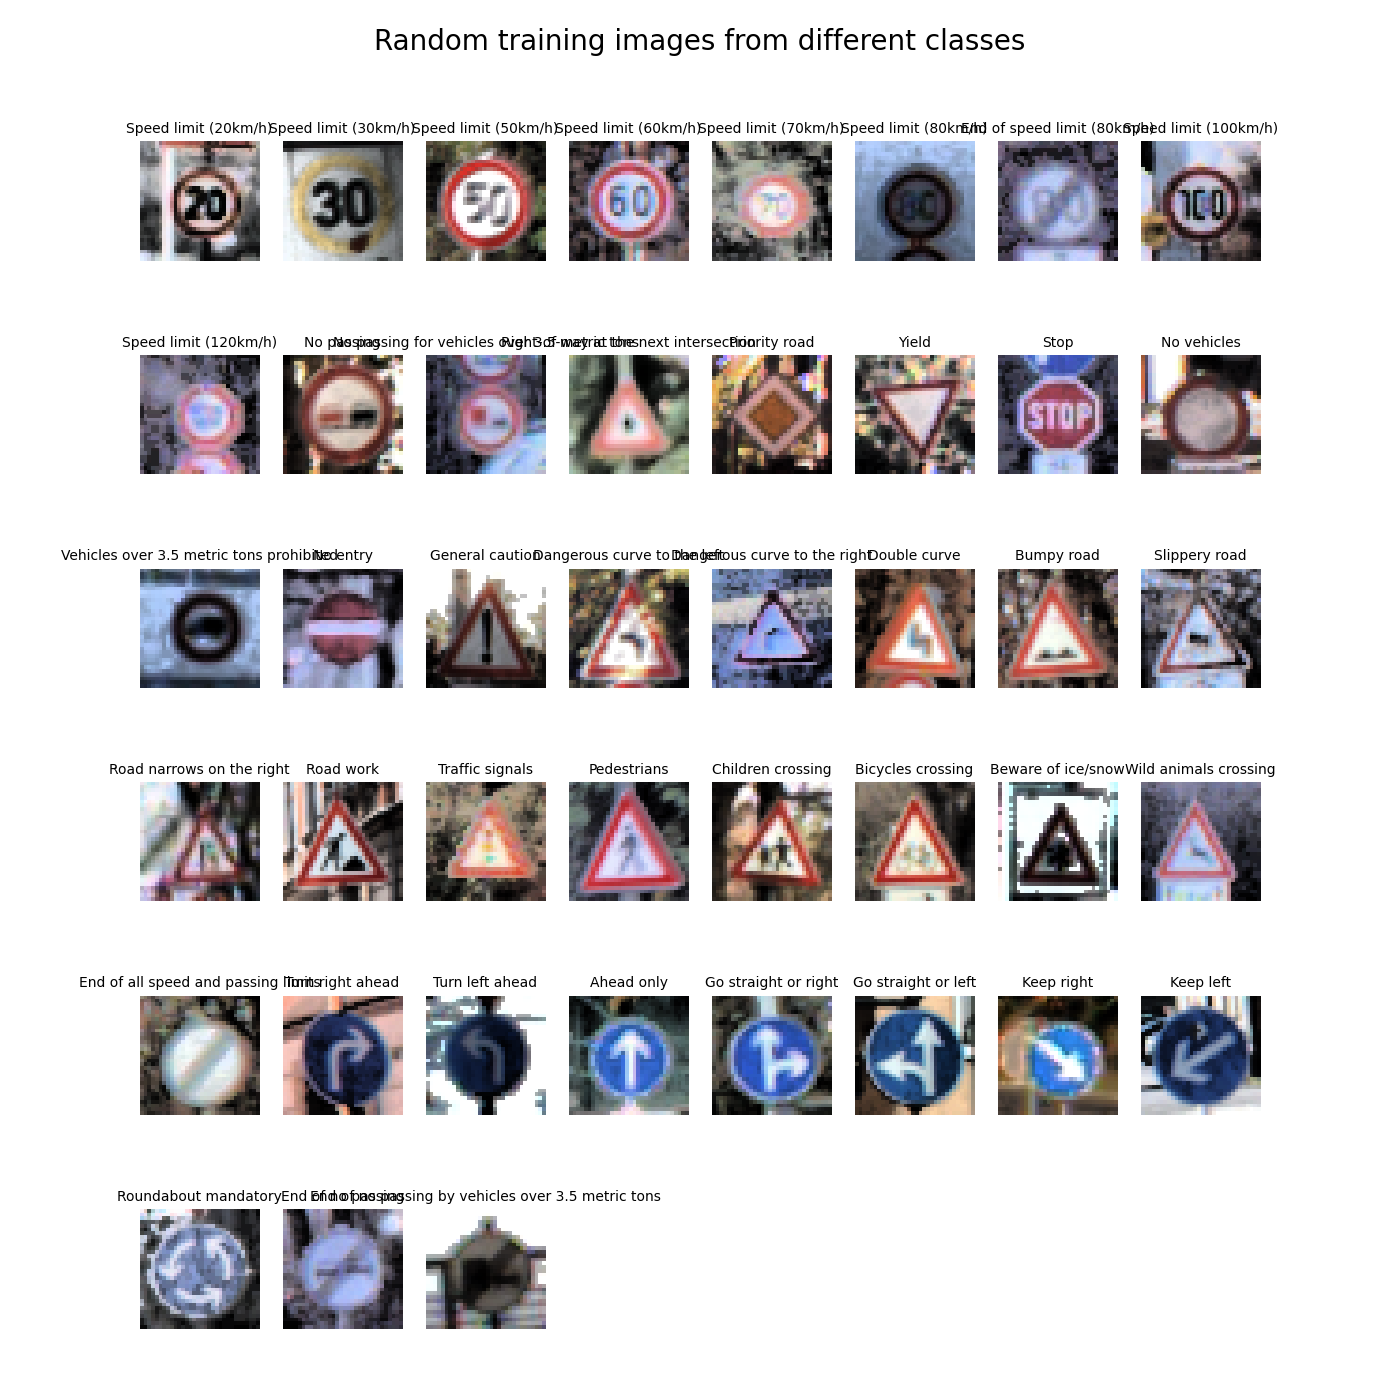 Random training images from different classes
Speed limit (20km/h)
Speed limit (30km/h)
Speed limit (50km/h)
Speed limit (60km/h)
Speed limit (70km/h)
Speed limit (80km/h)
End of speed limit (80km/h)
Speed limit (100km/h)
20
30
50
60
70
80
80
100
Speed limit (120km/h)
No passing
No passing for vehicles over 3.5 metric tons
Right-of-way at the next intersection
Priority road
Yield
Stop
No vehicles
STOP
Vehicles over 3.5 metric tons prohibited
No entry
General caution
Dangerous curve to the left
Dangerous curve to the right
Double curve
Bumpy road
Slippery road
Road narrows on the right
Road work
Traffic signals
Pedestrians
Children crossing
Bicycles crossing
Beware of ice/snow
Wild animals crossing
End of all speed and passing limits
Turn right ahead
Turn left ahead
Ahead only
Go straight or right
Go straight or left
Keep right
Keep left
Roundabout mandatory
End of no passing
End of no passing by vehicles over 3.5 metric tons